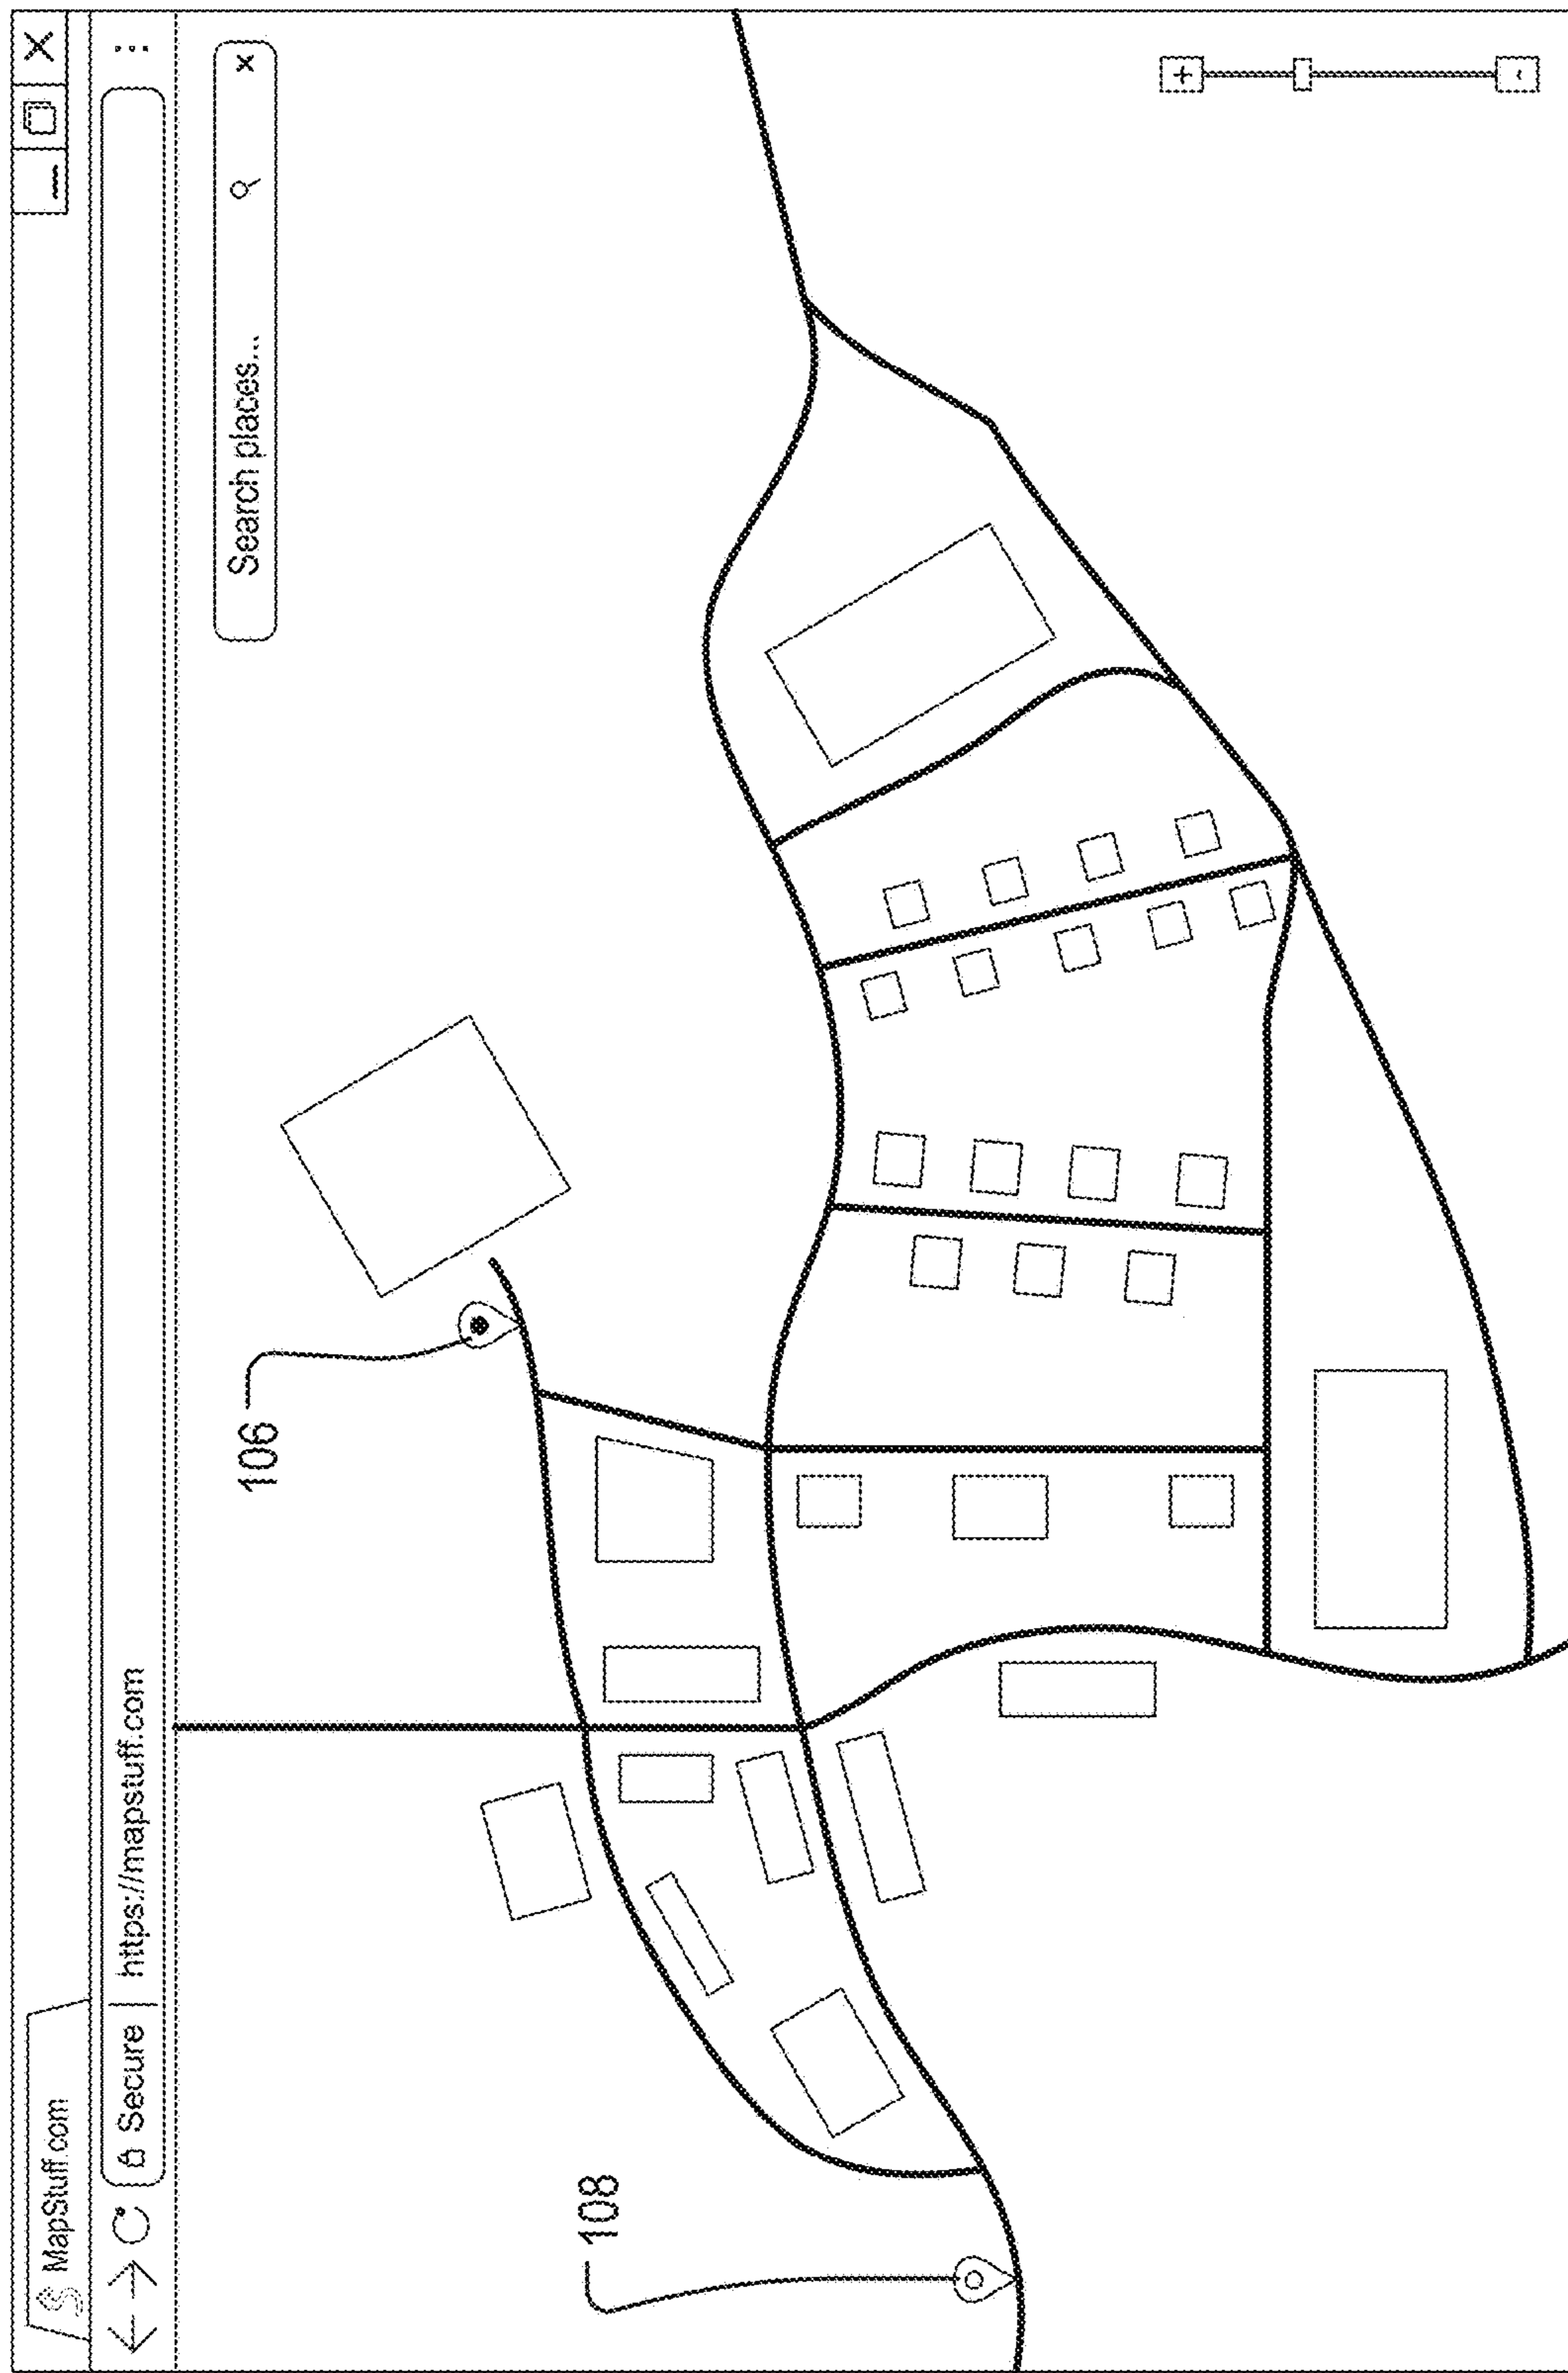 MapStuff.com
Secure | https://mapstuff.com
Search places...
106
108